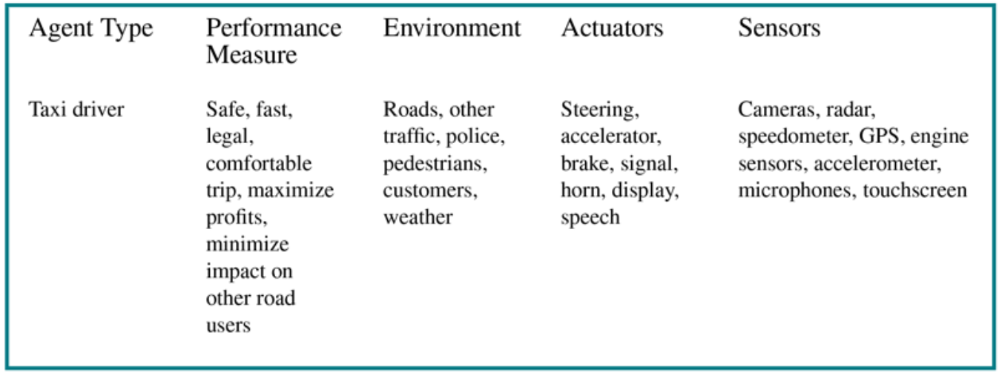 Agent Type
Performance
Measure
Environment
Actuators
Sensors
Taxi driver
Safe, fast,
legal,
comfortable
trip, maximize
profits,
minimize
impact on
other road
users
Roads, other
traffic, police,
pedestrians,
customers,
weather
Steering,
accelerator,
brake, signal,
horn, display,
speech
Cameras, radar,
speedometer, GPS, engine
sensors, accelerometer,
microphones, touchscreen